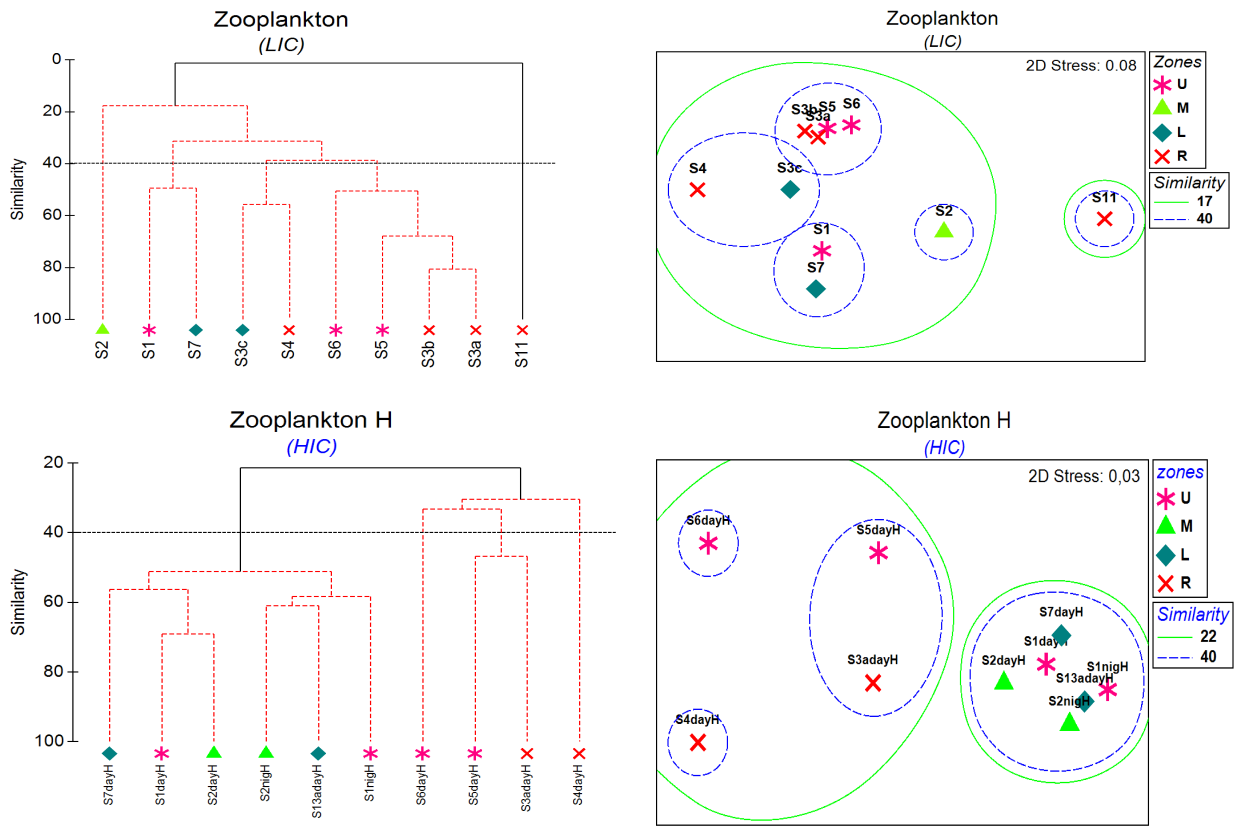 Zooplankton
(LIC)
0
20
40
60
80
100
Similarity
S2
S1
S7
S3c
S4
S6
S5
S3b
S3a
S11
Zooplankton
(LIC)
2D Stress: 0.08
S3b
S5
S6
S3a
S4
S3c
S2
S11
S1
S7
Zones
U
M
L
R
Similarity
17
40
Zooplankton H
(HIC)
20
40
60
80
100
Similarity
S7dayH
S1dayH
S2dayH
S2nigH
S13adayH
S1nigH
S6dayH
S5dayH
S3adayH
S4dayH
Zooplankton H
(HIC)
2D Stress: 0,03
S6dayH
S5dayH
S7dayH
S1dayH
S3adayH
S2dayH
S1nigH
S13adayH
S2nigH
S4dayH
zones
U
M
L
R
Similarity
22
40